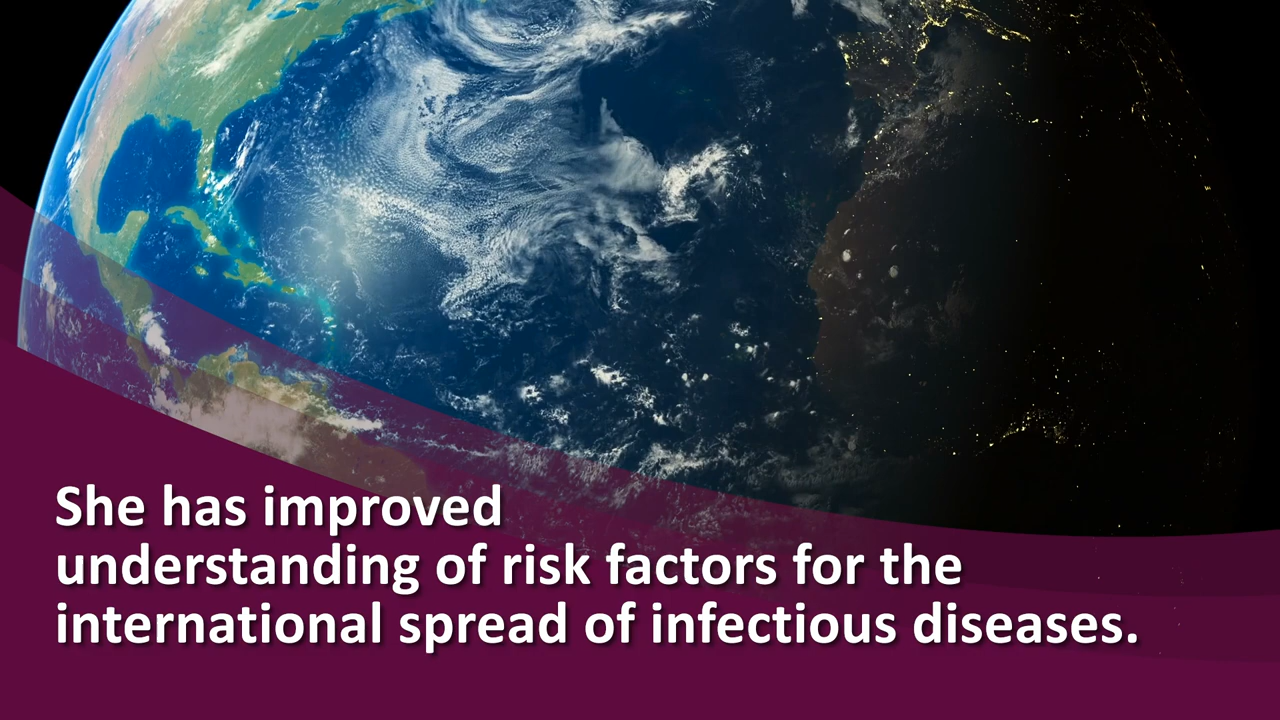 She has improved
understanding of risk factors for the
international spread of infectious diseases.